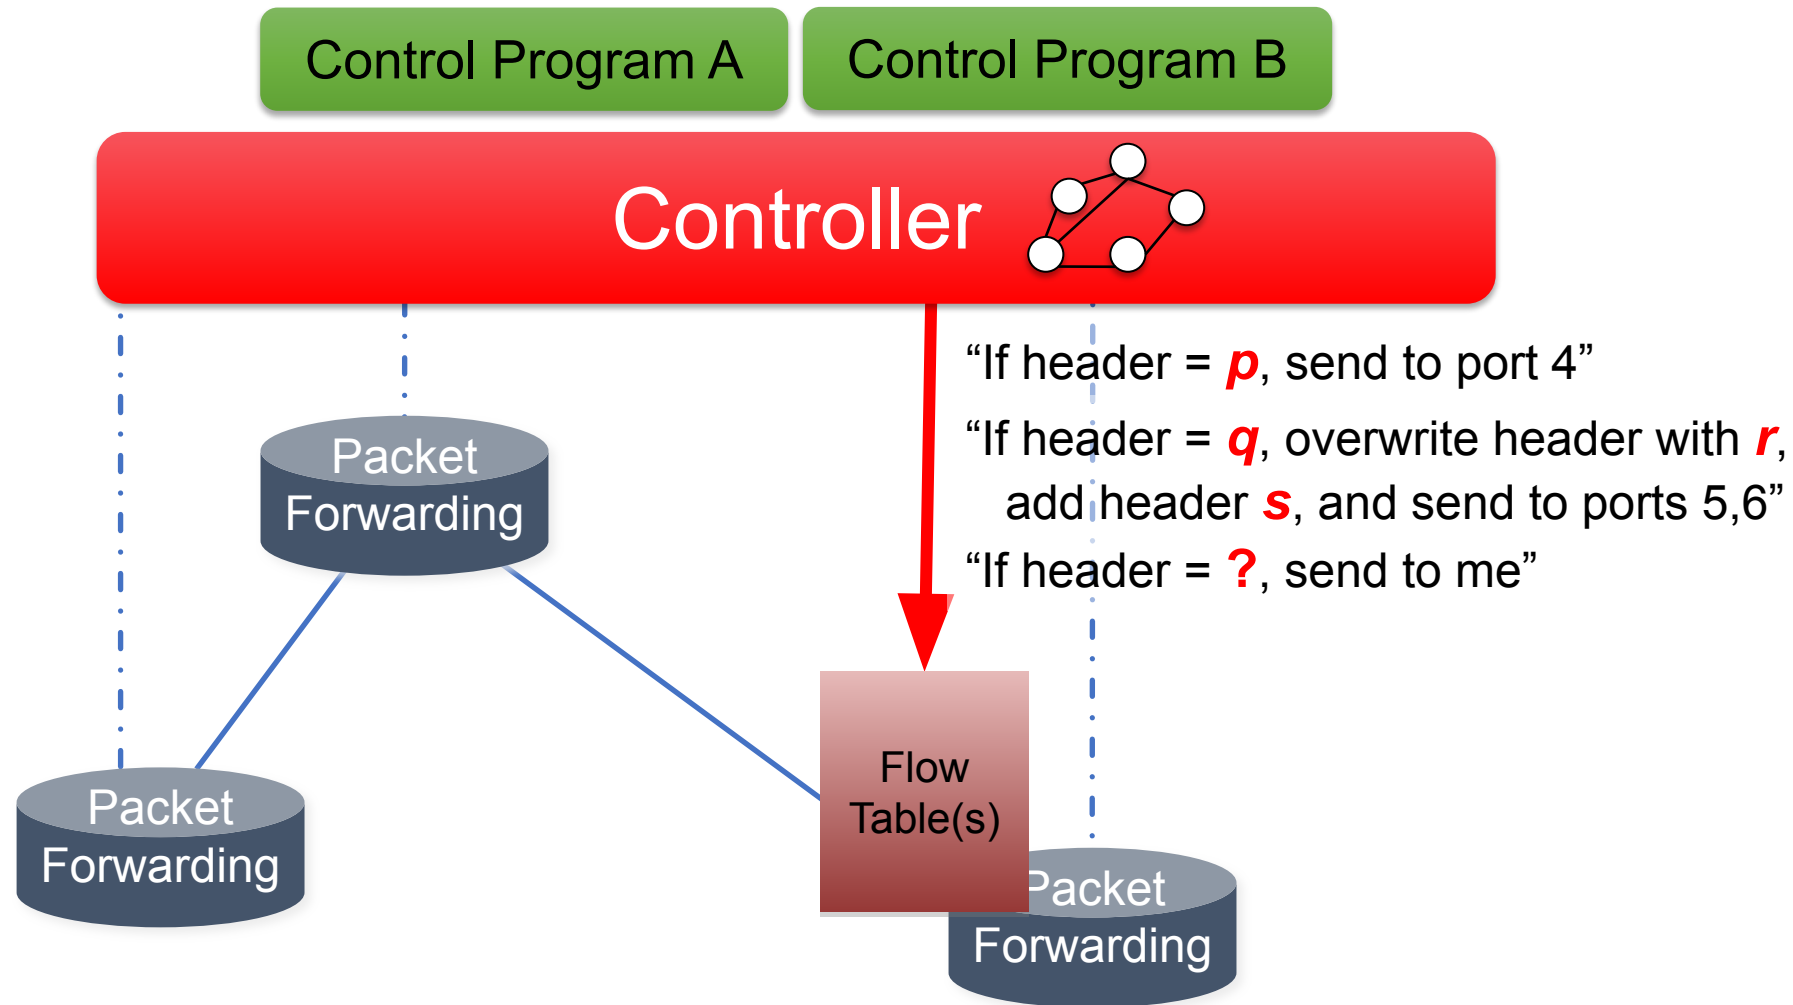 Control Program A
Control Program B
Controller
“If header = p, send to port 4”
“If header = q, overwrite header with r,
add header s, and send to ports 5,6”
“If header = ?, send to me”
Packet
Forwarding
Flow
Table(s)
Packet
Forwarding
Packet
Forwarding